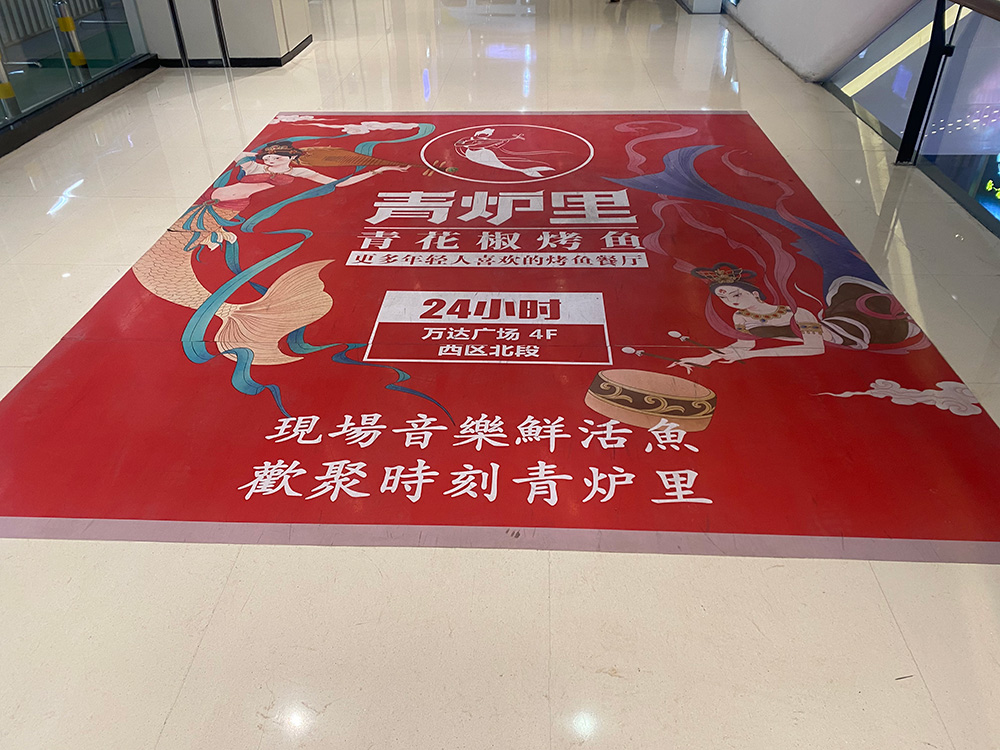 青炉里
青花椒烤鱼
更多年轻人喜欢的烤鱼餐厅
24小时
万达广场 4F
西区北段
現場音樂鮮活魚
歡聚時刻青炉里